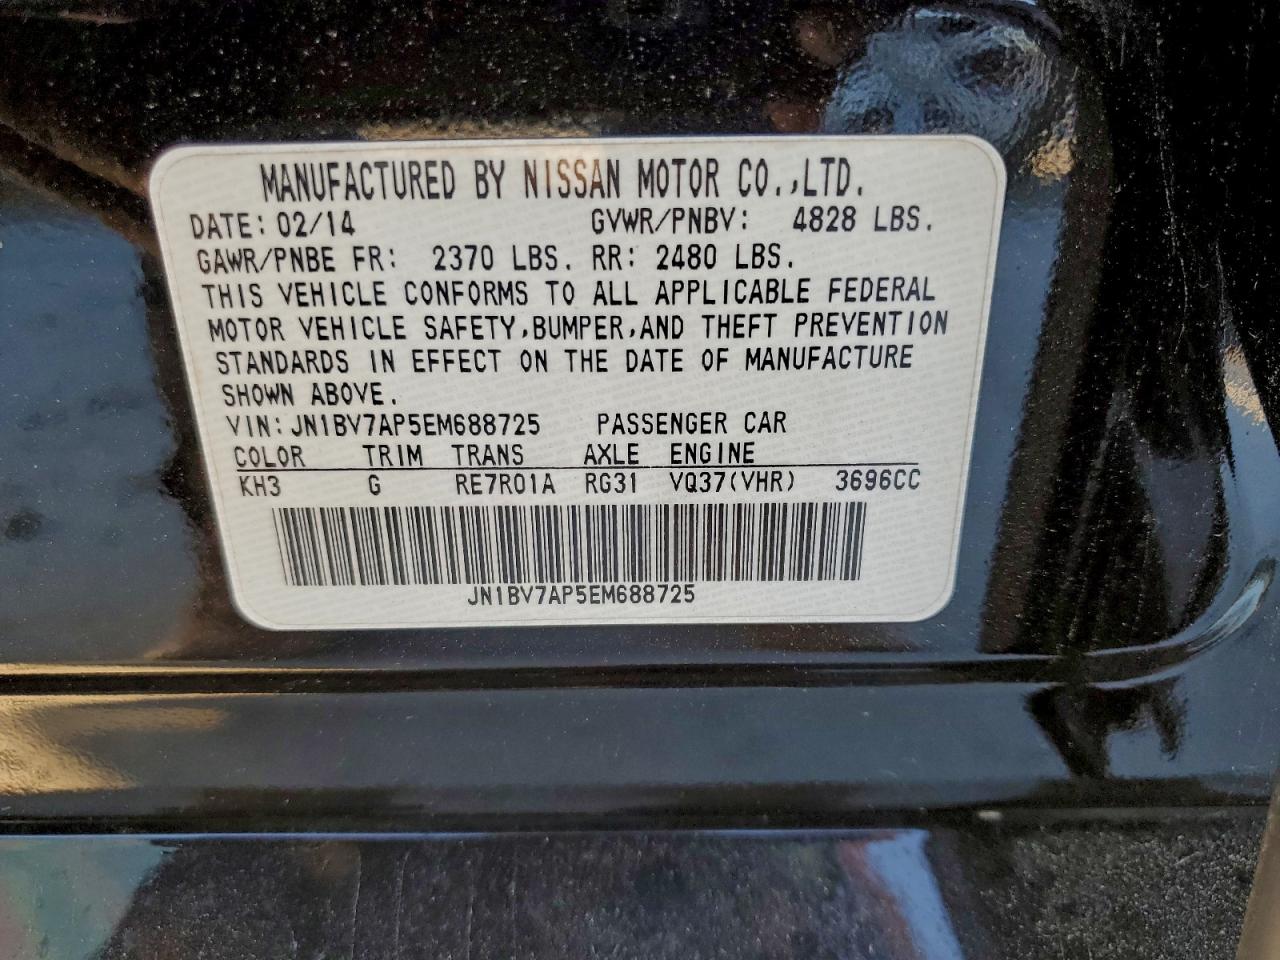 MANUFACTURED BY NISSAN MOTOR CO.,LTD.
DATE: 02/14 GVWR/PNBV: 4828 LBS.
GAWR/PNBE FR: 2370 LBS. RR: 2480 LBS.
THIS VEHICLE CONFORMS TO ALL APPLICABLE FEDERAL
MOTOR VEHICLE SAFETY,BUMPER,AND THEFT PREVENTION
STANDARDS IN EFFECT ON THE DATE OF MANUFACTURE
SHOWN ABOVE.
VIN: JN1BV7AP5EM688725 PASSENGER CAR
COLOR TRIM TRANS AXLE ENGINE
KH3 G RE7R01A RG31 VQ37(VHR) 3696CC
JN1BV7AP5EM688725